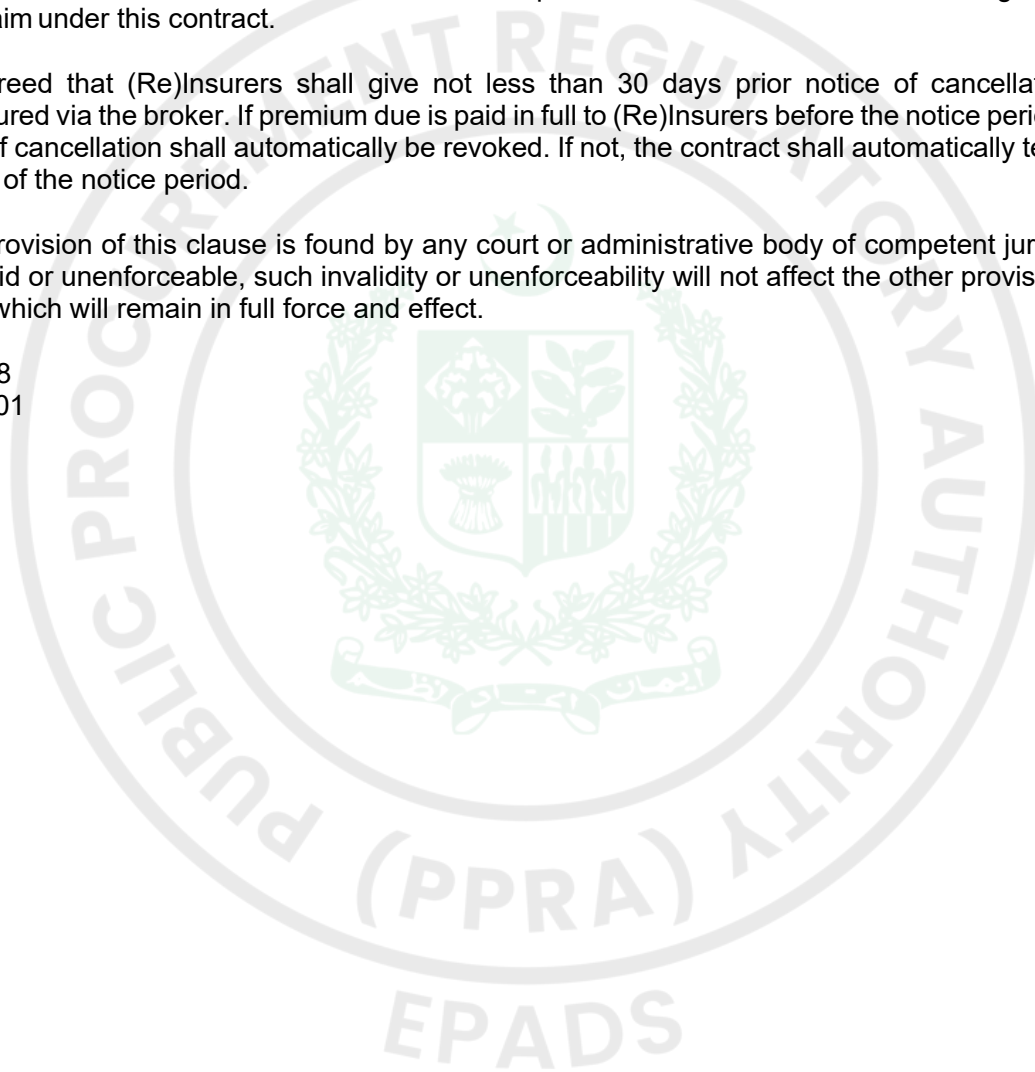 aim under this contract.
reed that (Re)Insurers shall give not less than 30 days prior notice of cancellat
ured via the broker. If premium due is paid in full to (Re)Insurers before the notice peri
f cancellation shall automatically be revoked. If not, the contract shall automatically te
of the notice period.
rovision of this clause is found by any court or administrative body of competent jur
id or unenforceable, such invalidity or unenforceability will not affect the other provis
which will remain in full force and effect.
8
01
PUBLIC PROCUREMENT REGULATORY AUTHORITY
(PPRA)
EPADS